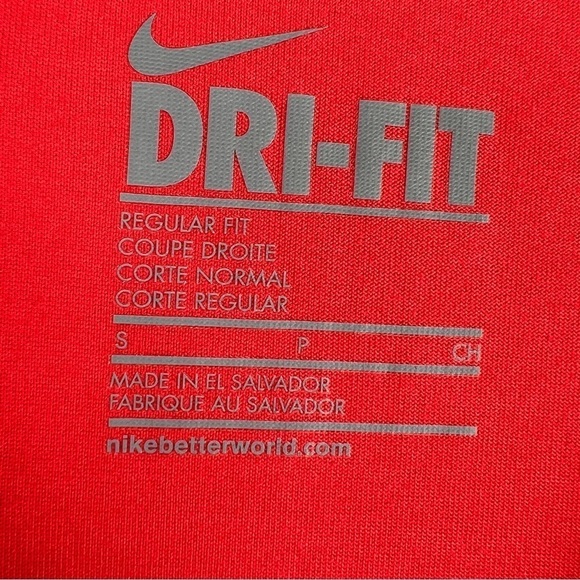 DRI-FIT
REGULAR FIT
COUPE DROITE
CORTE NORMAL
CORTE REGULAR
S P CH
MADE IN EL SALVADOR
FABRIQUE AU SALVADOR
nikebetterworld.com